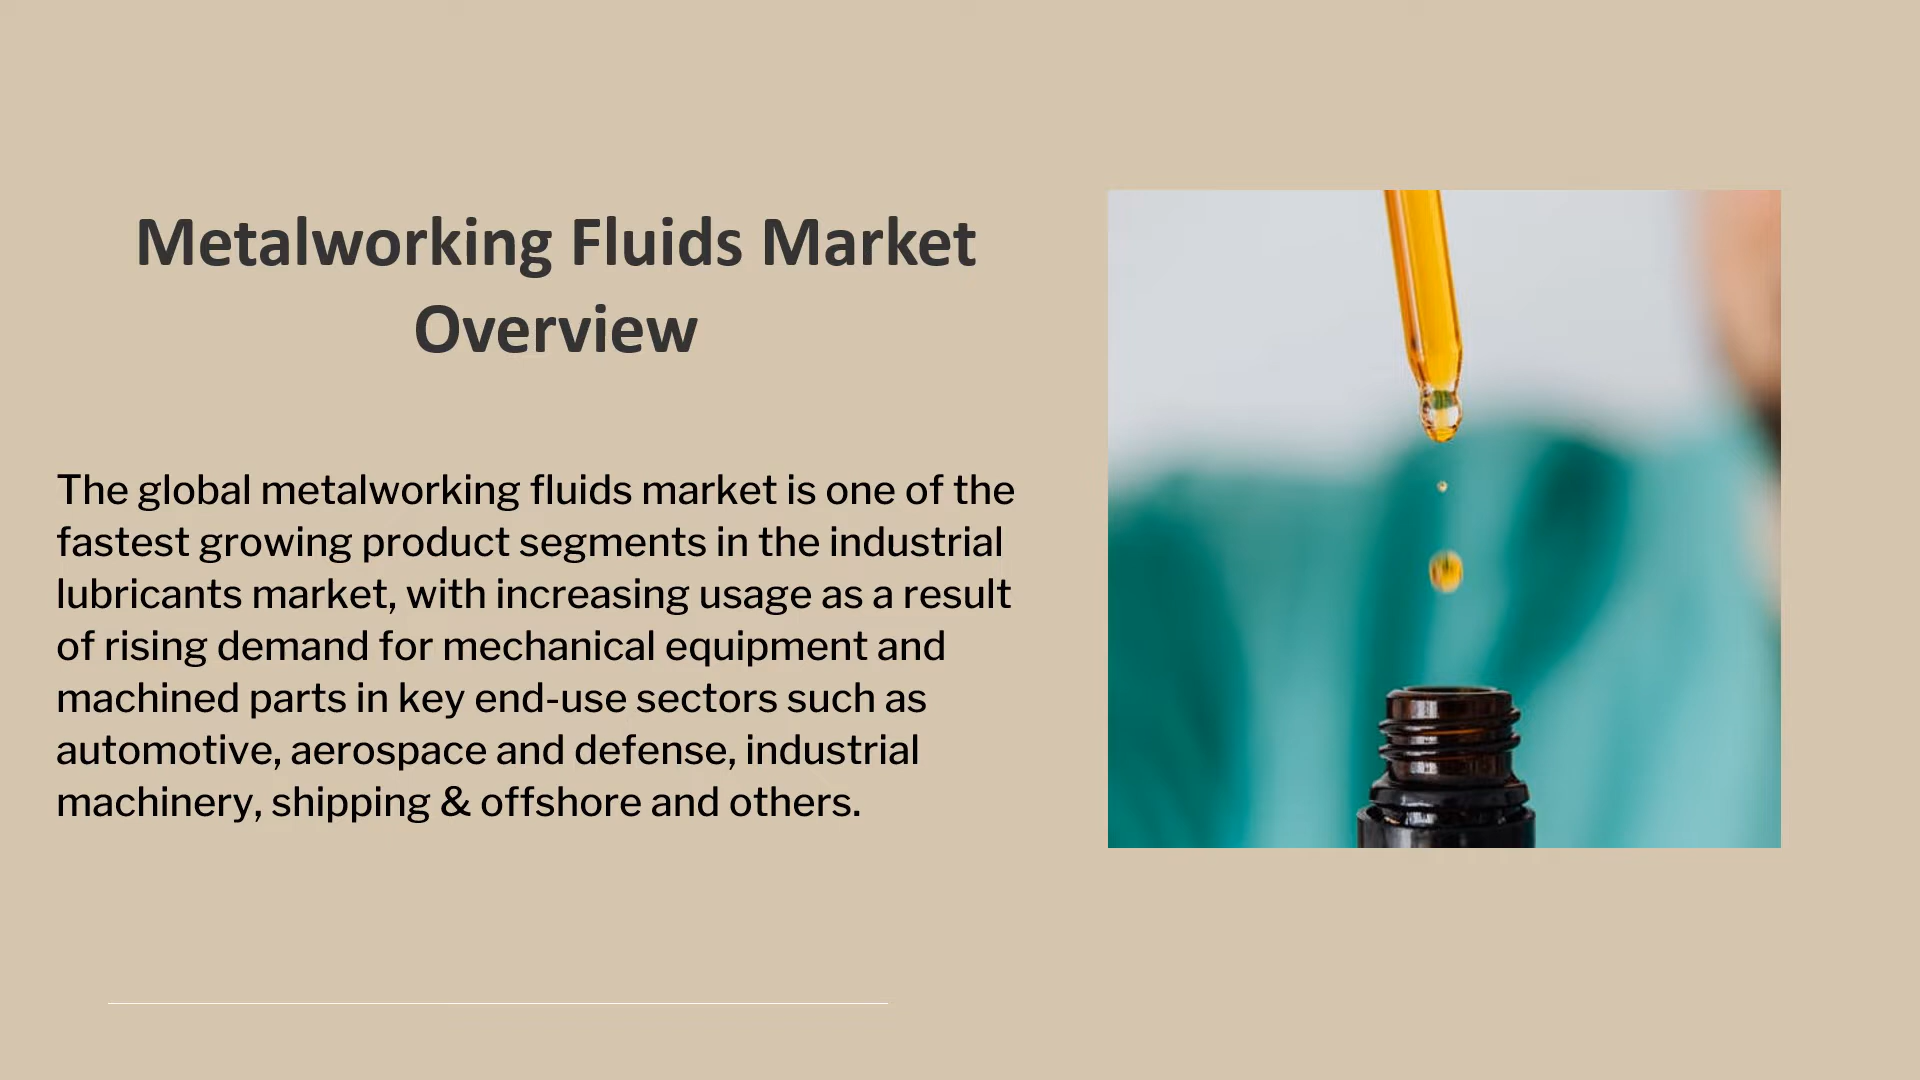 Metalworking Fluids Market
Overview
The global metalworking fluids market is one of the
fastest growing product segments in the industrial
lubricants market, with increasing usage as a result
of rising demand for mechanical equipment and
machined parts in key end-use sectors such as
automotive, aerospace and defense, industrial
machinery, shipping & offshore and others.